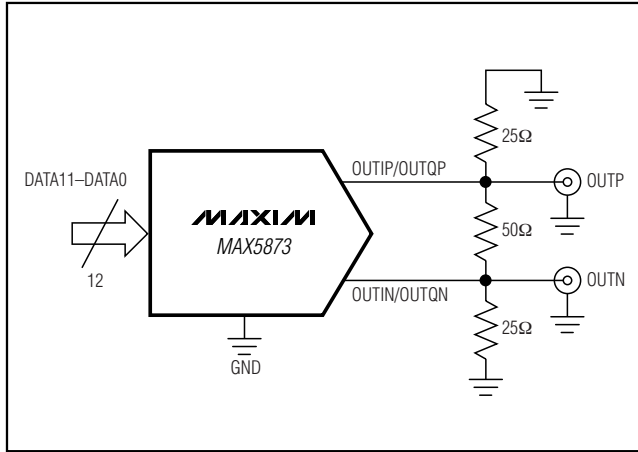 25Ω
OUTIP/OUTQP
DATA11–DATA0
OUTP
MAXIM
MAX5873
50Ω
12
OUTN
OUTIN/OUTQN
25Ω
GND